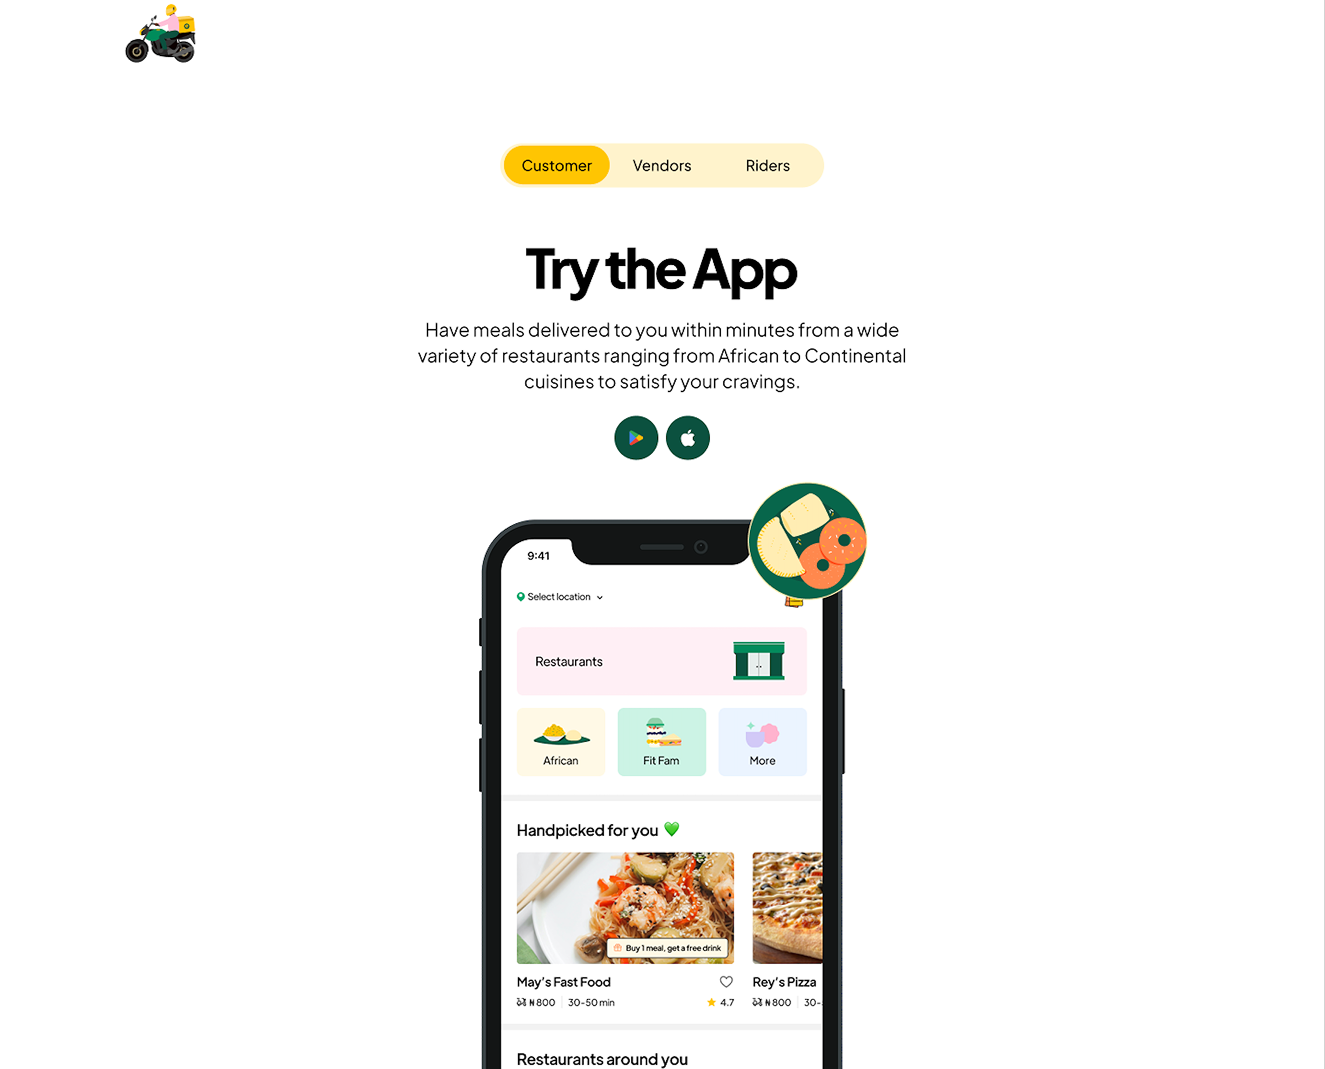 Customer Vendors Riders
Try the App
Have meals delivered to you within minutes from a wide
variety of restaurants ranging from African to Continental
cuisines to satisfy your cravings.
9:41
Select location
Restaurants
African Fit Fam More
Handpicked for you 💚
Buy 1 meal, get a free drink
May's Fast Food Rey's Pizza
₦800 30-50 min 4.7 ₦800 30-
Restaurants around you